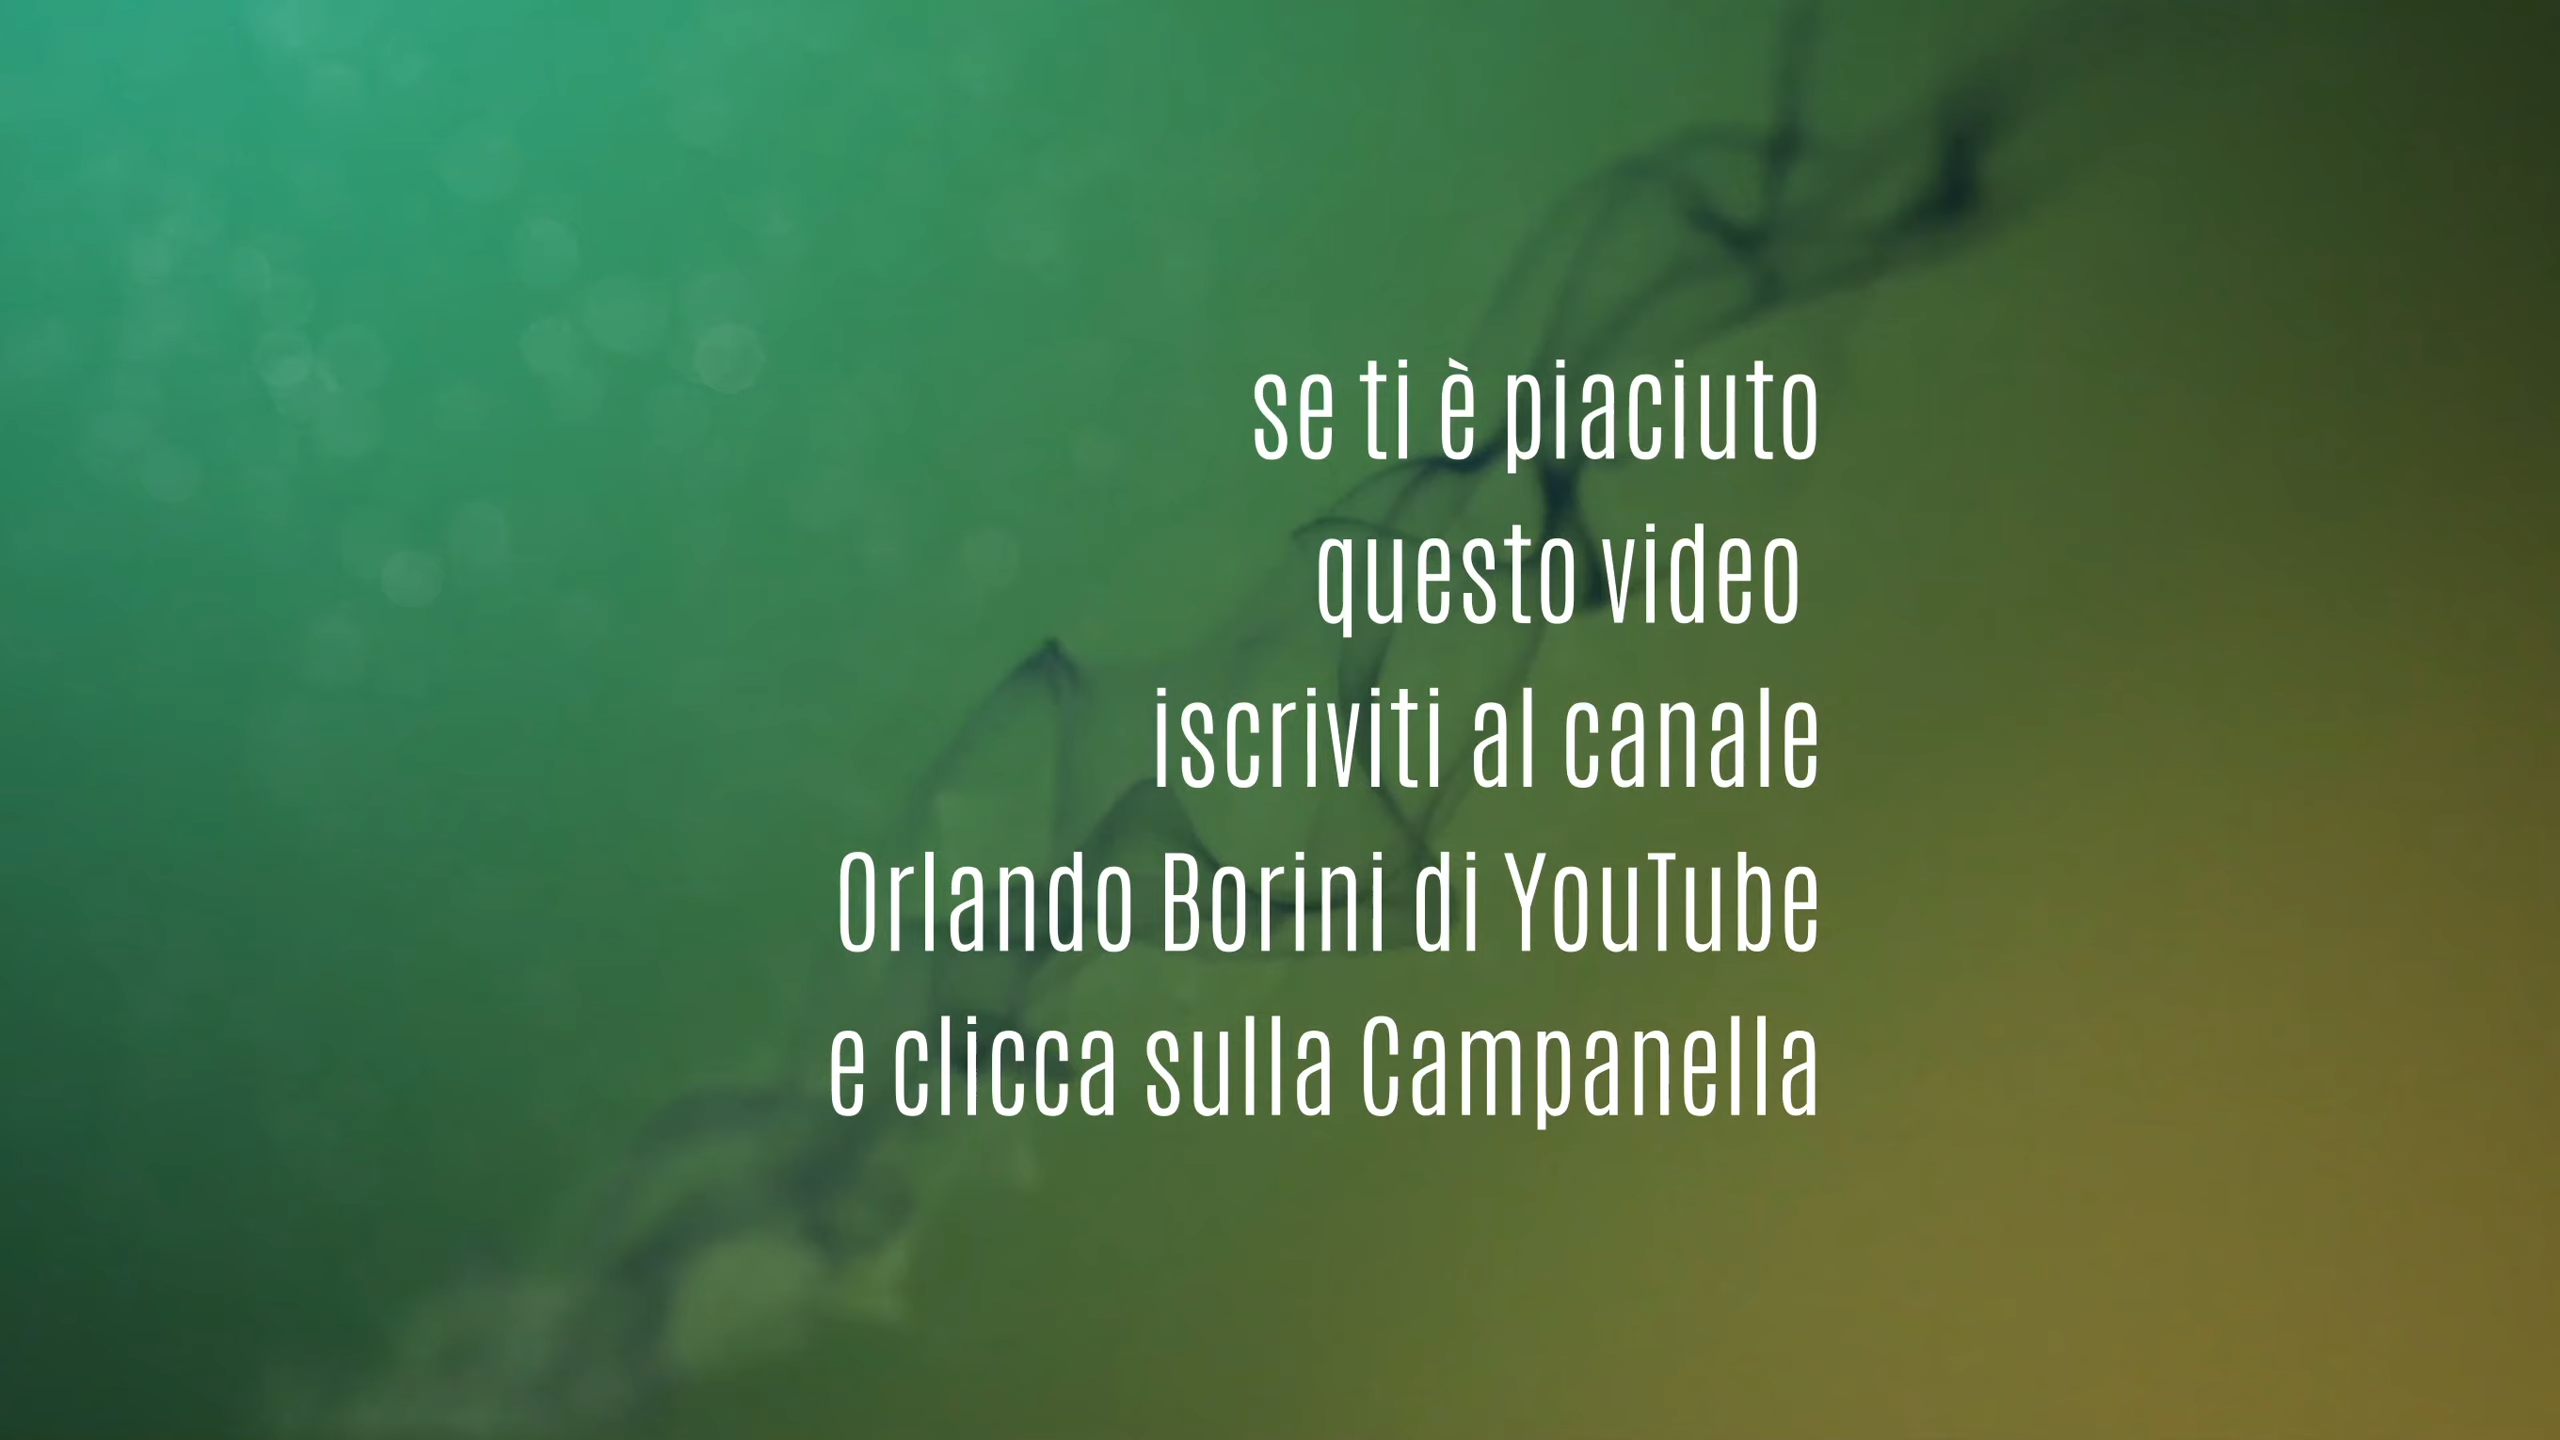 se ti è piaciuto
questo video
iscriviti al canale
Orlando Borini di YouTube
e clicca sulla Campanella